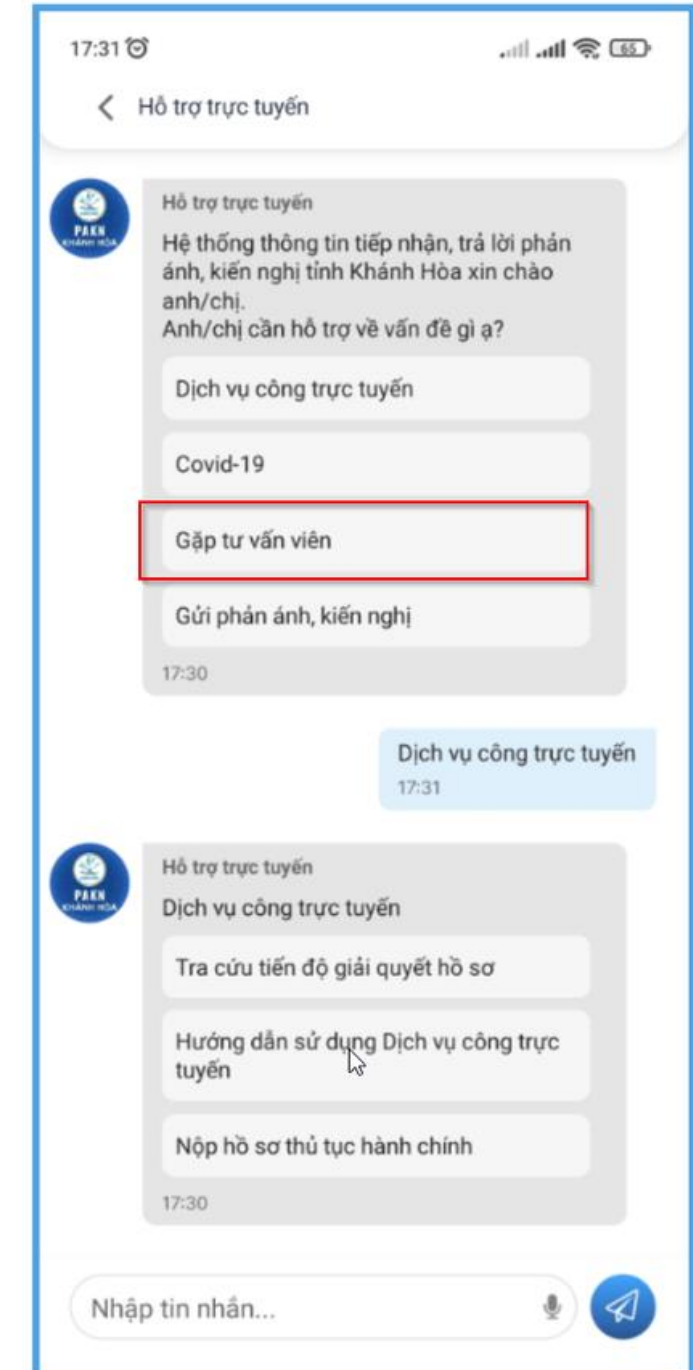 17:31
65
Hỗ trợ trực tuyến
PAKN
KHÁNH HÒA
Hỗ trợ trực tuyến
Hệ thống thông tin tiếp nhận, trả lời phản
ánh, kiến nghị tỉnh Khánh Hòa xin chào
anh/chị.
Anh/chị cần hỗ trợ về vấn đề gì ạ?
Dịch vụ công trực tuyến
Covid-19
Gặp tư vấn viên
Gửi phản ánh, kiến nghị
17:30
Dịch vụ công trực tuyến
17:31
PAKN
KHÁNH HÒA
Hỗ trợ trực tuyến
Dịch vụ công trực tuyến
Tra cứu tiến độ giải quyết hồ sơ
Hướng dẫn sử dụng Dịch vụ công trực
tuyến
Nộp hồ sơ thủ tục hành chính
17:30
Nhập tin nhắn...